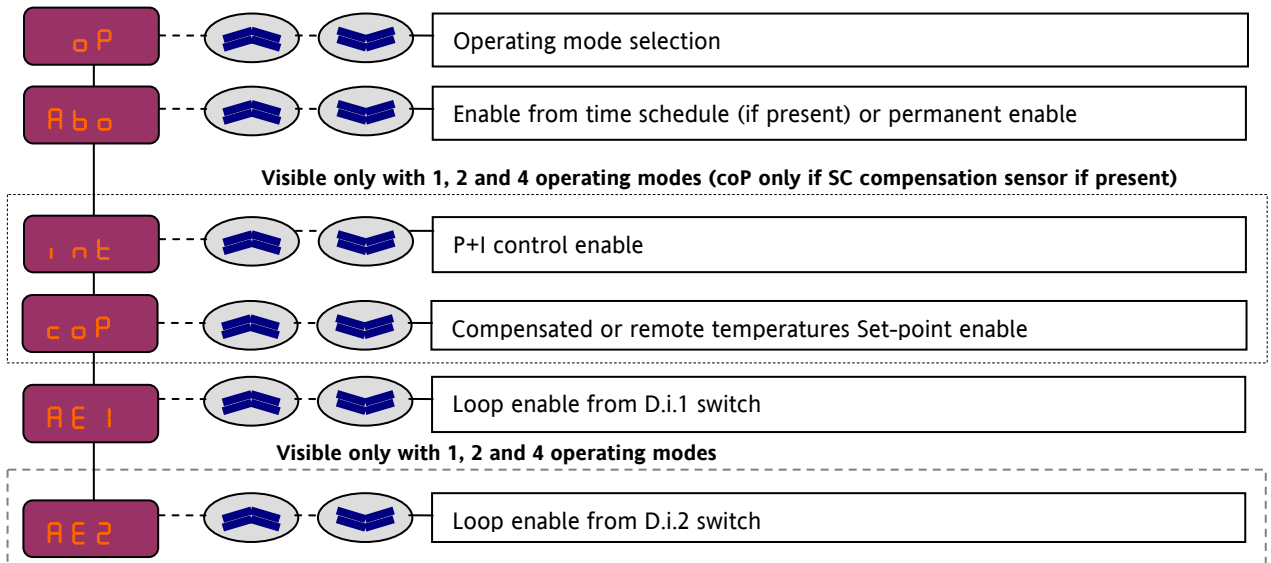 oP Operating mode selection
Abo Enable from time schedule (if present) or permanent enable
Visible only with 1, 2 and 4 operating modes (coP only if SC compensation sensor if present)
int P+I control enable
coP Compensated or remote temperatures Set-point enable
AE1 Loop enable from D.i.1 switch
Visible only with 1, 2 and 4 operating modes
AE2 Loop enable from D.i.2 switch